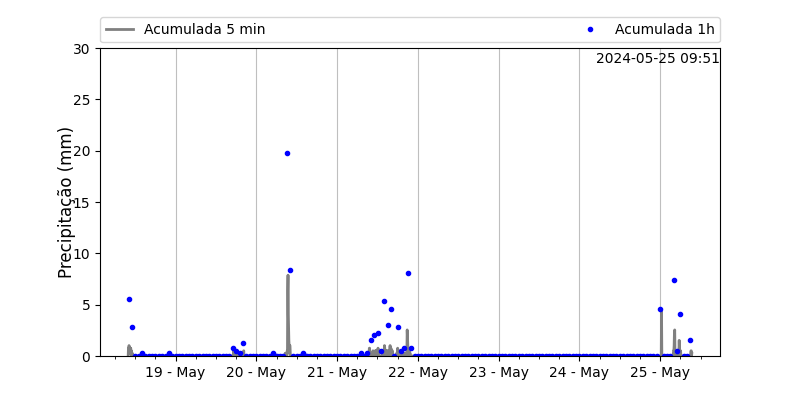 Acumulada 5 min
Acumulada 1h
2024-05-25 09:51
Precipitação (mm)
30
25
20
15
10
5
0
19 - May
20 - May
21 - May
22 - May
23 - May
24 - May
25 - May